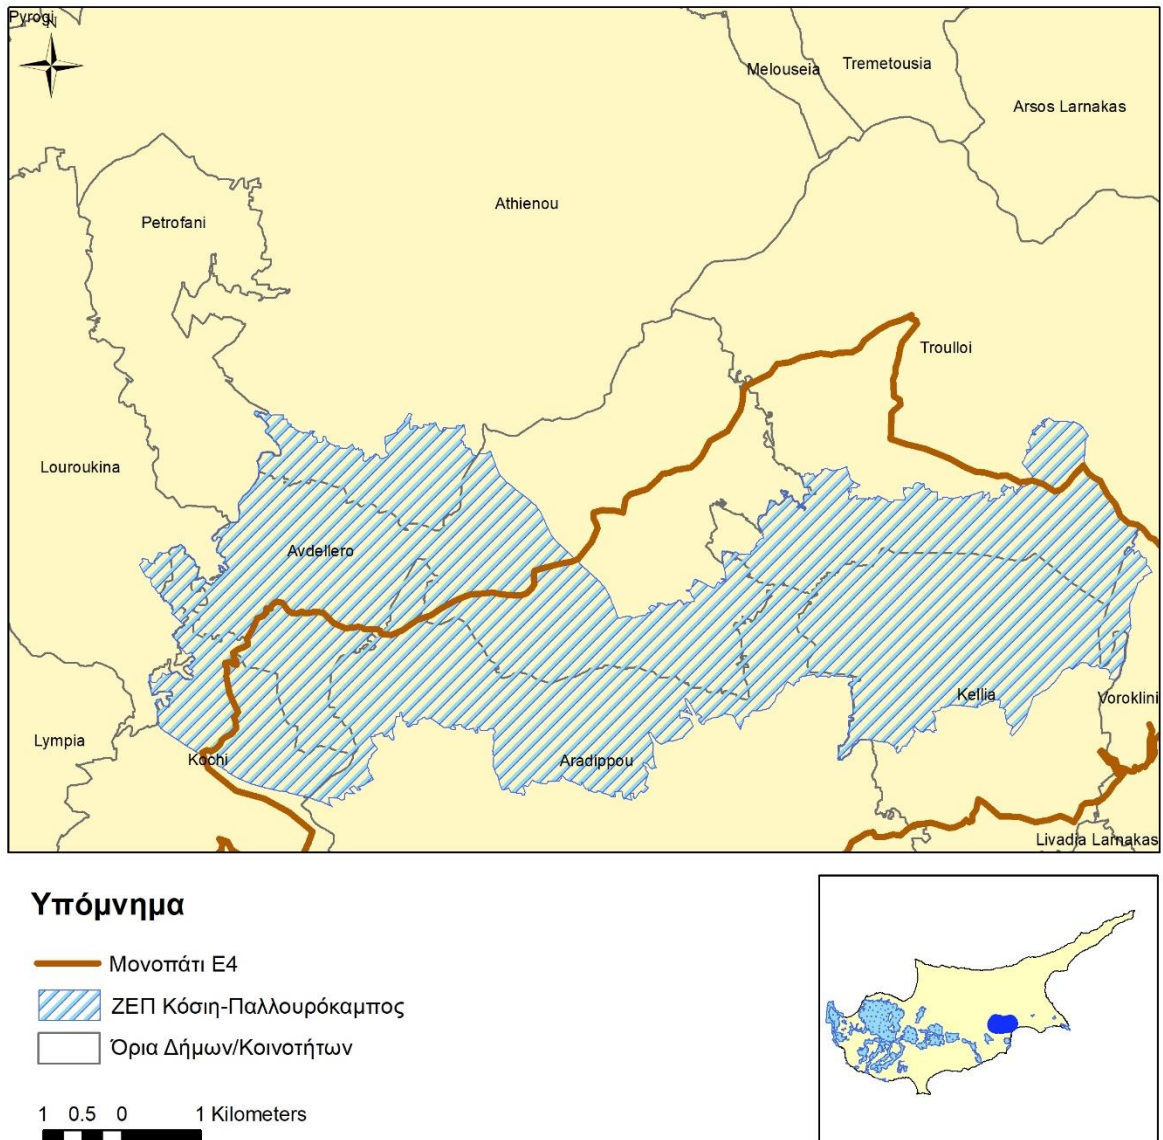 Pyrogi
N
Melouseia
Tremetousia
Arsos Larnakas
Athienou
Petrofani
Troulloi
Louroukina
Avdellero
Kellia
Voroklini
Lympia
Kochi
Aradippou
Livadia Larnakas
Υπόμνημα
Μονοπάτι Ε4
ΖΕΠ Κόσιη-Παλλουρόκαμπος
Όρια Δήμων/Κοινοτήτων
1 0.5 0 1 Kilometers